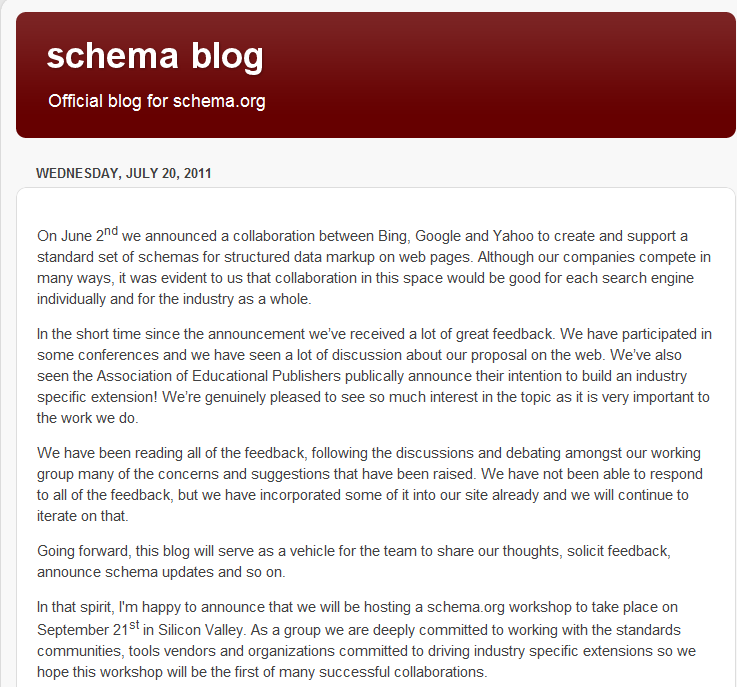 schema blog
Official blog for schema.org
WEDNESDAY, JULY 20, 2011
On June 2nd we announced a collaboration between Bing, Google and Yahoo to create and support a
standard set of schemas for structured data markup on web pages. Although our companies compete in
many ways, it was evident to us that collaboration in this space would be good for each search engine
individually and for the industry as a whole.
In the short time since the announcement we’ve received a lot of great feedback. We have participated in
some conferences and we have seen a lot of discussion about our proposal on the web. We’ve also
seen the Association of Educational Publishers publically announce their intention to build an industry
specific extension! We’re genuinely pleased to see so much interest in the topic as it is very important to
the work we do.
We have been reading all of the feedback, following the discussions and debating amongst our working
group many of the concerns and suggestions that have been raised. We have not been able to respond
to all of the feedback, but we have incorporated some of it into our site already and we will continue to
iterate on that.
Going forward, this blog will serve as a vehicle for the team to share our thoughts, solicit feedback,
announce schema updates and so on.
In that spirit, I'm happy to announce that we will be hosting a schema.org workshop to take place on
September 21st in Silicon Valley. As a group we are deeply committed to working with the standards
communities, tools vendors and organizations committed to driving industry specific extensions so we
hope this workshop will be the first of many successful collaborations.